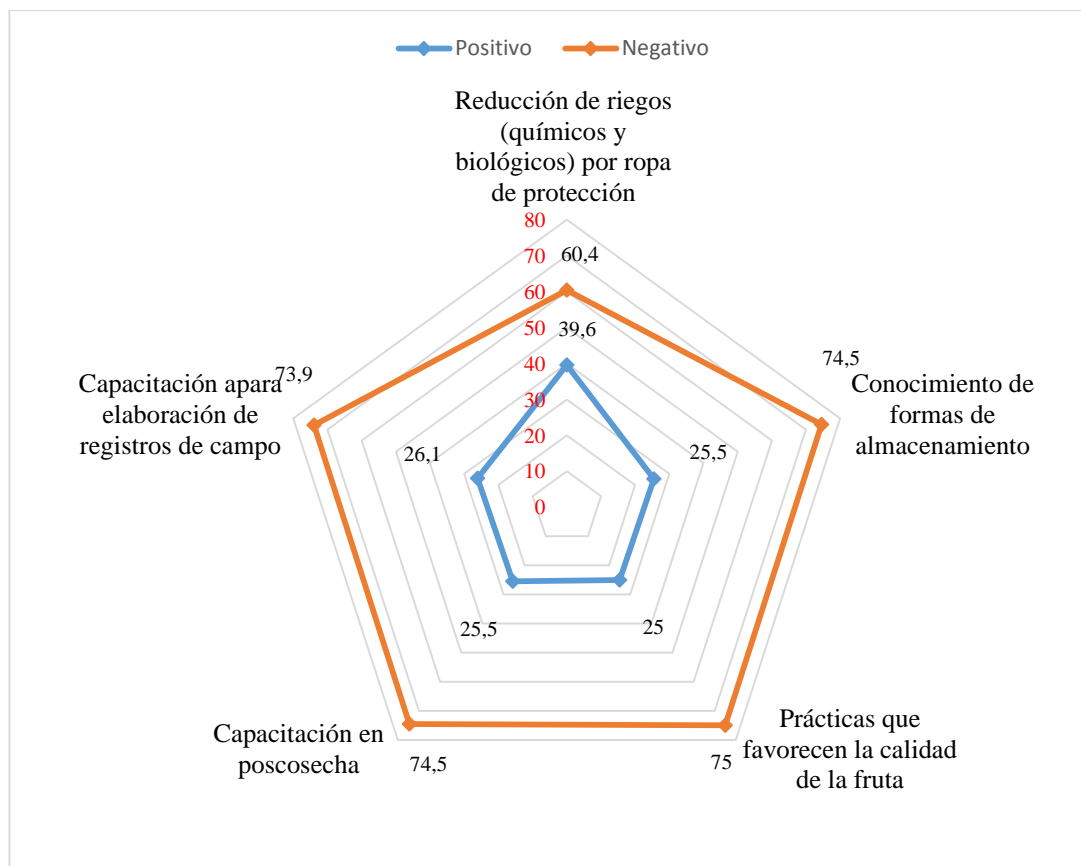 Positivo
Negativo
Reducción de riegos
(químicos y
biológicos) por ropa
de protección
80
70
60
50
40
30
20
10
0
60,4
39,6
74,5
Conocimiento de
formas de
almacenamiento
25,5
73,9
Capacitación apara
elaboración de
registros de campo
26,1
25,5
25
Capacitación en
poscosecha
74,5
75
Prácticas que
favorecen la calidad
de la fruta